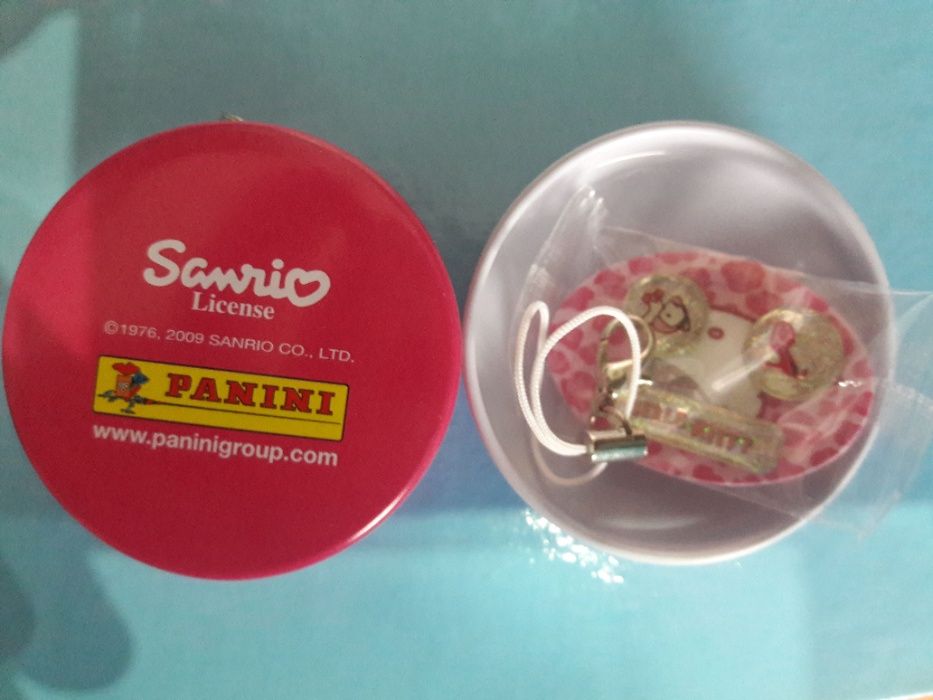 Sanrio
License
©1976, 2009 SANRIO CO., LTD.
PANINI
www.paninigroup.com